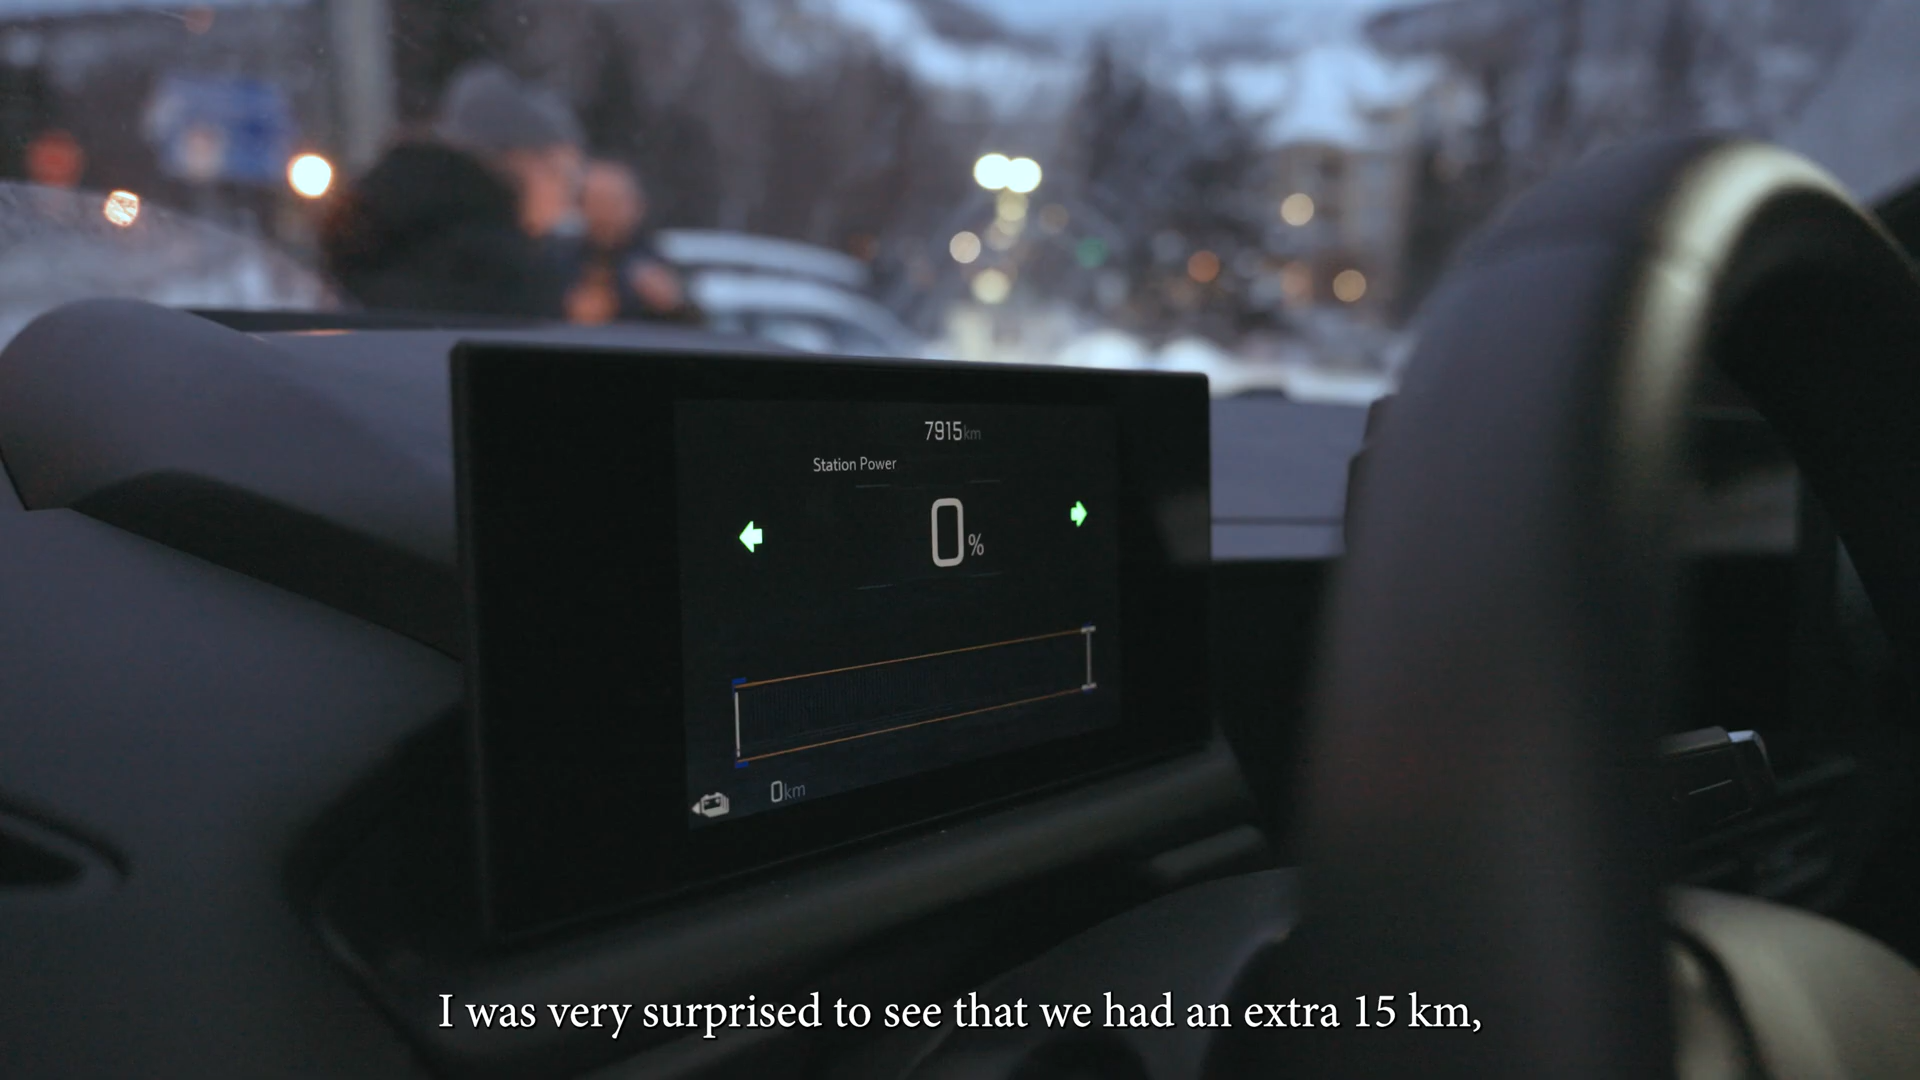 7915km
Station Power
0%
0km
I was very surprised to see that we had an extra 15 km,